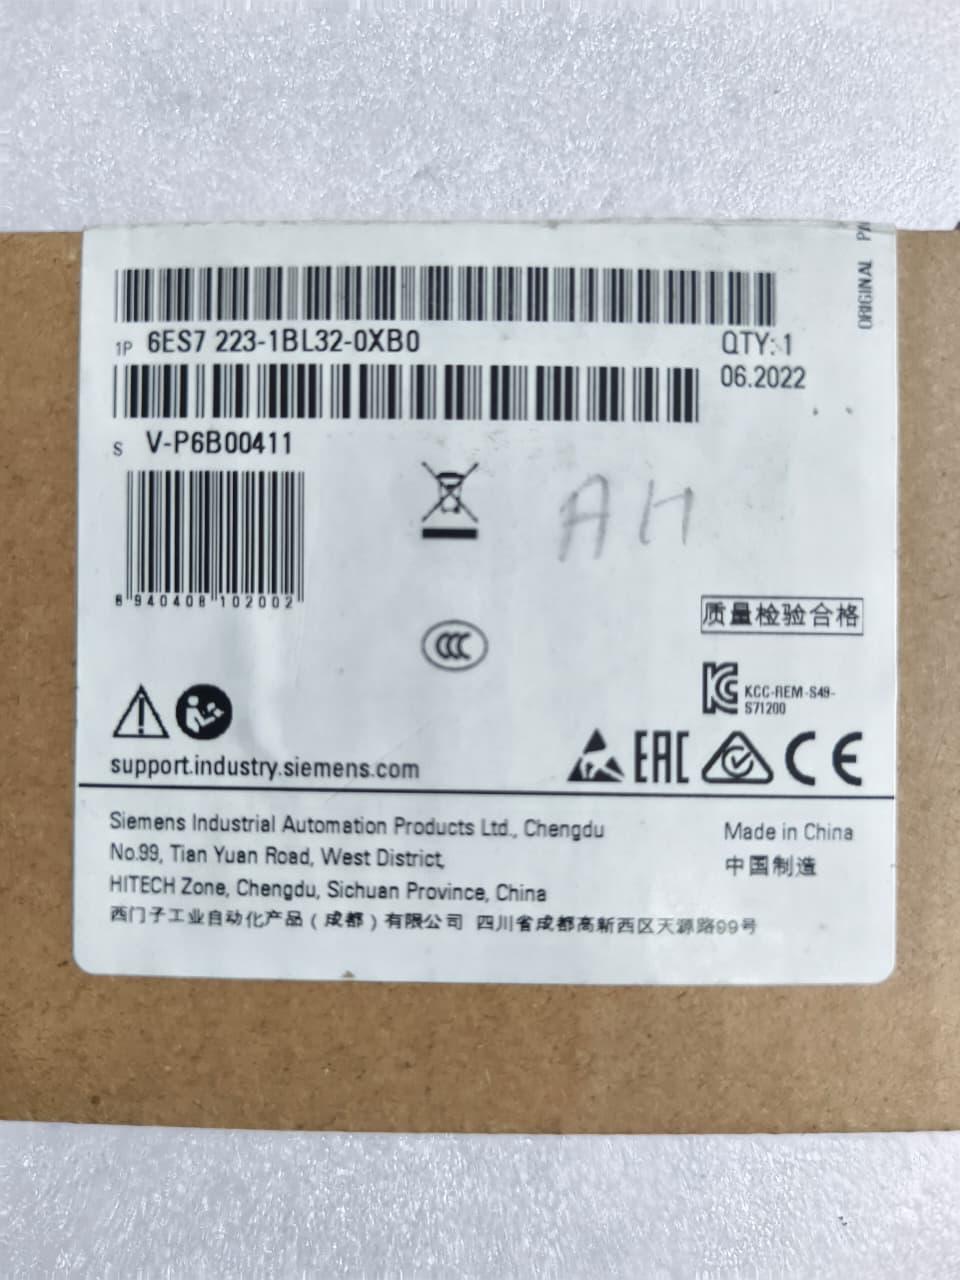 ORIGINAL
1P 6ES7 223-1BL32-0XB0
QTY: 1
06.2022
S V-P6B00411
AH
6 940408 102002
质量检验合格
CCC
KCC-REM-S49-
S71200
support.industry.siemens.com
EAC
CE
Siemens Industrial Automation Products Ltd., Chengdu
No.99, Tian Yuan Road, West District,
HITECH Zone, Chengdu, Sichuan Province, China
Made in China
中国制造
西门子工业自动化产品（成都）有限公司 四川省成都高新西区天源路99号